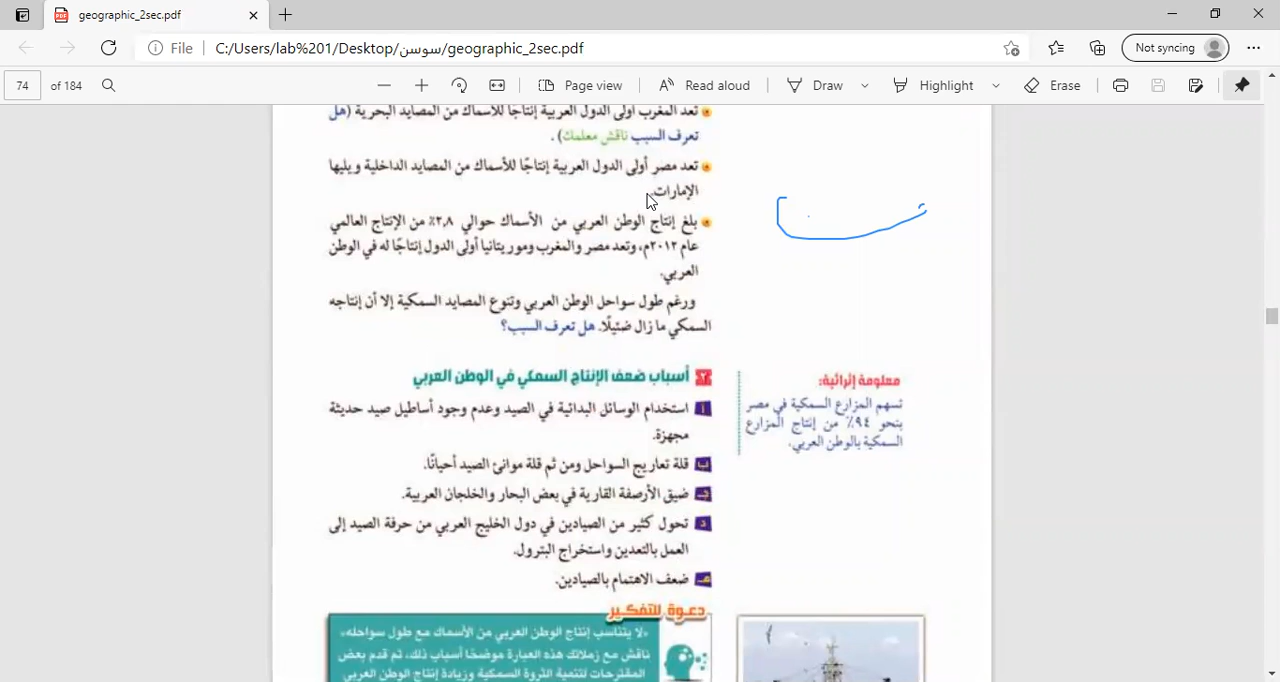 geographic_2sec.pdf
File
C:/Users/lab%201/Desktop/سوسن/geographic_2sec.pdf
Not syncing
74 of 184
Page view
Read aloud
Draw
Highlight
Erase
تعد المغرب أولى الدول العربية إنتاجًا للأسماك من المصايد البحرية (هل
تعرف السبب ناقش معلمك) .
تعد مصر أولى الدول العربية إنتاجًا للأسماك من المصايد الداخلية ويليها
الإمارات.
بلغ إنتاج الوطن العربي من الأسماك حوالي ٢,٨٪ من الإنتاج العالمي
عام ٢٠١٢م، وتعد مصر والمغرب وموريتانيا أولى الدول إنتاجًا له في الوطن
العربي.
ورغم طول سواحل الوطن العربي وتنوع المصايد السمكية إلا أن إنتاجه
السمكي ما زال ضئيلًا. هل تعرف السبب؟
٢ أسباب ضعف الإنتاج السمكي في الوطن العربي
أ استخدام الوسائل البدائية في الصيد وعدم وجود أساطيل صيد حديثة
مجهزة.
ب قلة تعاريج السواحل ومن ثم قلة موانئ الصيد أحيانًا.
جـ ضيق الأرصفة القارية في بعض البحار والخلجان العربية.
د تحول كثير من الصيادين في دول الخليج العربي من حرفة الصيد إلى
العمل بالتعدين واستخراج البترول.
هـ ضعف الاهتمام بالصيادين.
معلومة إثرائية:
تسهم المزارع السمكية في مصر
بنحو ٩٤٪ من إنتاج المزارع
السمكية بالوطن العربي.
دعوة للتفكير
«لا يتناسب إنتاج الوطن العربي من الأسماك مع طول سواحله»
ناقش مع زملائك هذه العبارة موضحًا أسباب ذلك، ثم قدم بعض
المقترحات لتنمية الثروة السمكية وزيادة إنتاج الوطن العربي